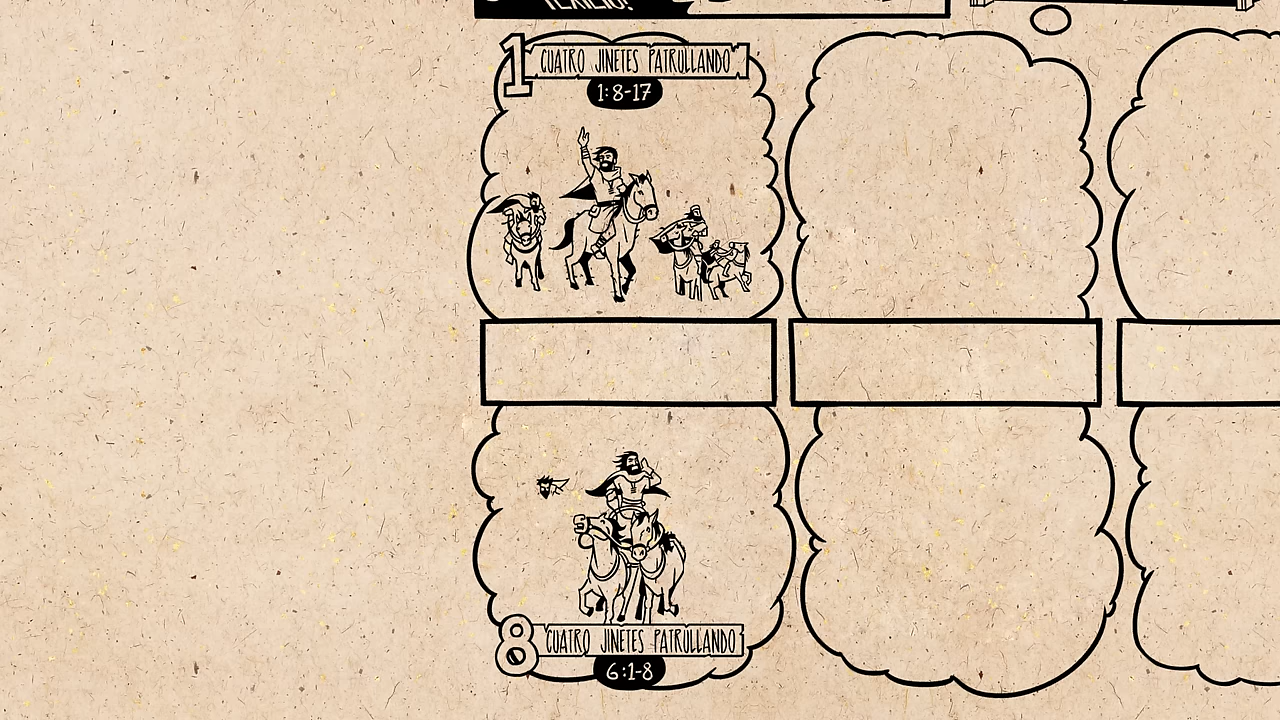 1
CUATRO JINETES PATRULLANDO
1:8-17
8
CUATRO JINETES PATRULLANDO
6:1-8